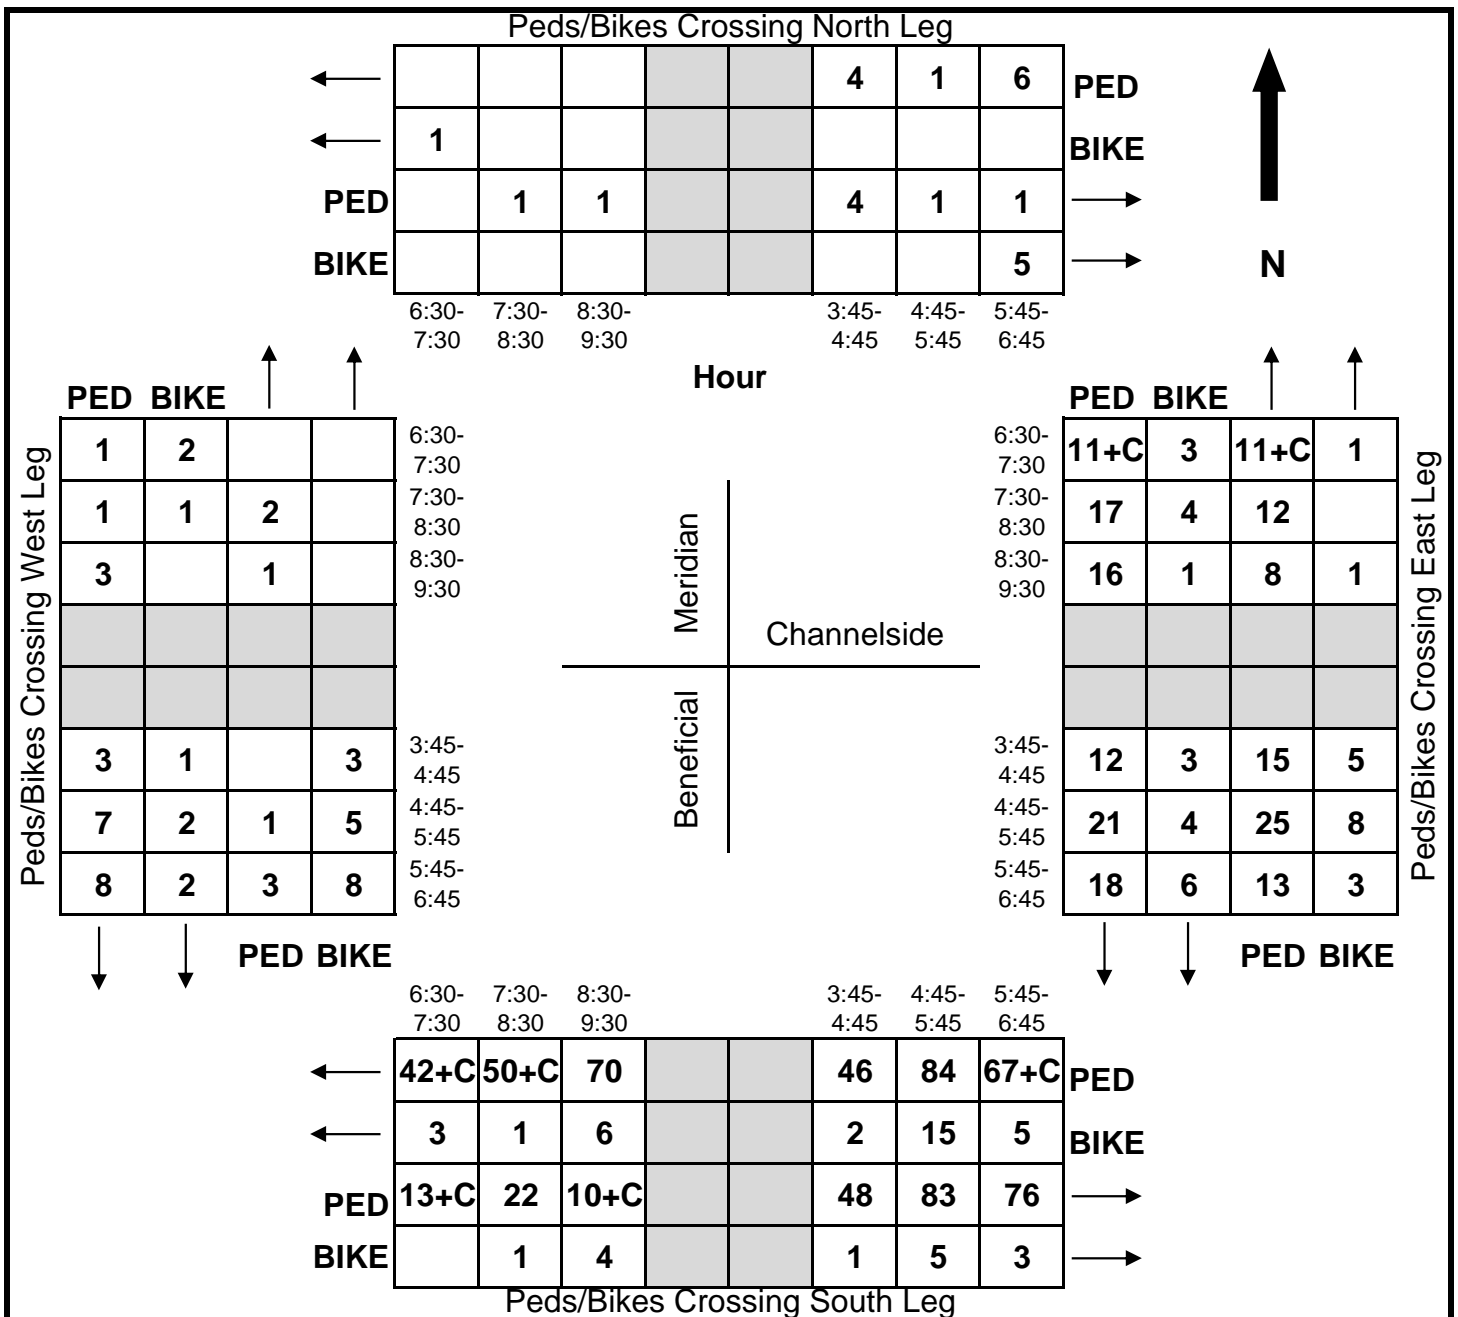 Peds/Bikes Crossing North Leg
4 1 6 PED
1 BIKE
PED 1 1 4 1 1
BIKE 5 N
6:30- 7:30- 8:30- 3:45- 4:45- 5:45-
7:30 8:30 9:30 4:45 5:45 6:45
Hour
PED BIKE
Peds/Bikes Crossing West Leg
1 2
1 1 2
3 1
3 1 3
7 2 1 5
8 2 3 8
PED BIKE
6:30-
7:30
7:30-
8:30
8:30-
9:30
3:45-
4:45
4:45-
5:45
5:45-
6:45
Meridian
Channelside
Beneficial
6:30-
7:30
7:30-
8:30
8:30-
9:30
3:45-
4:45
4:45-
5:45
5:45-
6:45
PED BIKE
11+C 3 11+C 1
17 4 12
16 1 8 1
12 3 15 5
21 4 25 8
18 6 13 3
PED BIKE
Peds/Bikes Crossing East Leg
6:30- 7:30- 8:30- 3:45- 4:45- 5:45-
7:30 8:30 9:30 4:45 5:45 6:45
42+C 50+C 70 46 84 67+C PED
3 1 6 2 15 5 BIKE
PED 13+C 22 10+C 48 83 76
BIKE 1 4 1 5 3
Peds/Bikes Crossing South Leg